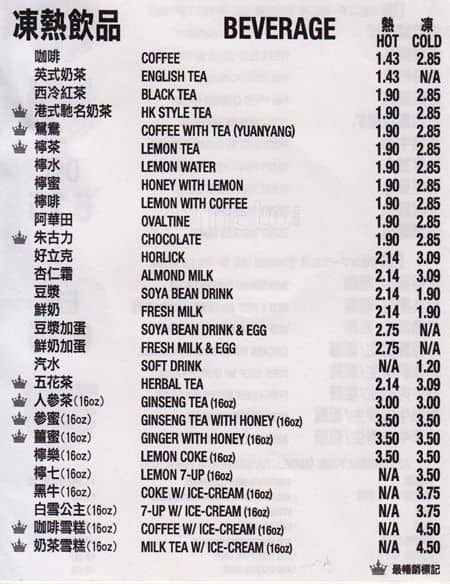 凍熱飲品 BEVERAGE 熱 凍
HOT COLD
咖啡 COFFEE 1.43 2.85
英式奶茶 ENGLISH TEA 1.43 N/A
西冷紅茶 BLACK TEA 1.90 2.85
港式馳名奶茶 HK STYLE TEA 1.90 2.85
鴛鴦 COFFEE WITH TEA (YUANYANG) 1.90 2.85
檸茶 LEMON TEA 1.90 2.85
檸水 LEMON WATER 1.90 2.85
檸蜜 HONEY WITH LEMON 1.90 2.85
檸啡 LEMON WITH COFFEE 1.90 2.85
阿華田 OVALTINE 1.90 2.85
朱古力 CHOCOLATE 1.90 2.85
好立克 HORLICK 2.14 3.09
杏仁霜 ALMOND MILK 2.14 3.09
豆漿 SOYA BEAN DRINK 2.14 1.90
鮮奶 FRESH MILK 2.14 1.90
豆漿加蛋 SOYA BEAN DRINK & EGG 2.75 N/A
鮮奶加蛋 FRESH MILK & EGG 2.75 N/A
汽水 SOFT DRINK N/A 1.20
五花茶 HERBAL TEA 2.14 3.09
人參茶(16oz) GINSENG TEA (16oz) 3.00 3.00
參蜜(16oz) GINSENG TEA WITH HONEY (16oz) 3.50 3.50
薑蜜(16oz) GINGER WITH HONEY (16oz) 3.50 3.50
檸樂(16oz) LEMON COKE (16oz) 3.50 3.50
檸七(16oz) LEMON 7-UP (16oz) N/A 3.50
黑牛(16oz) COKE W/ ICE-CREAM (16oz) N/A 3.75
白雪公主(16oz) 7-UP W/ ICE-CREAM (16oz) N/A 3.75
咖啡雪糕(16oz) COFFEE W/ ICE-CREAM (16oz) N/A 4.50
奶茶雪糕(16oz) MILK TEA W/ ICE-CREAM (16oz) N/A 4.50
最暢銷標記